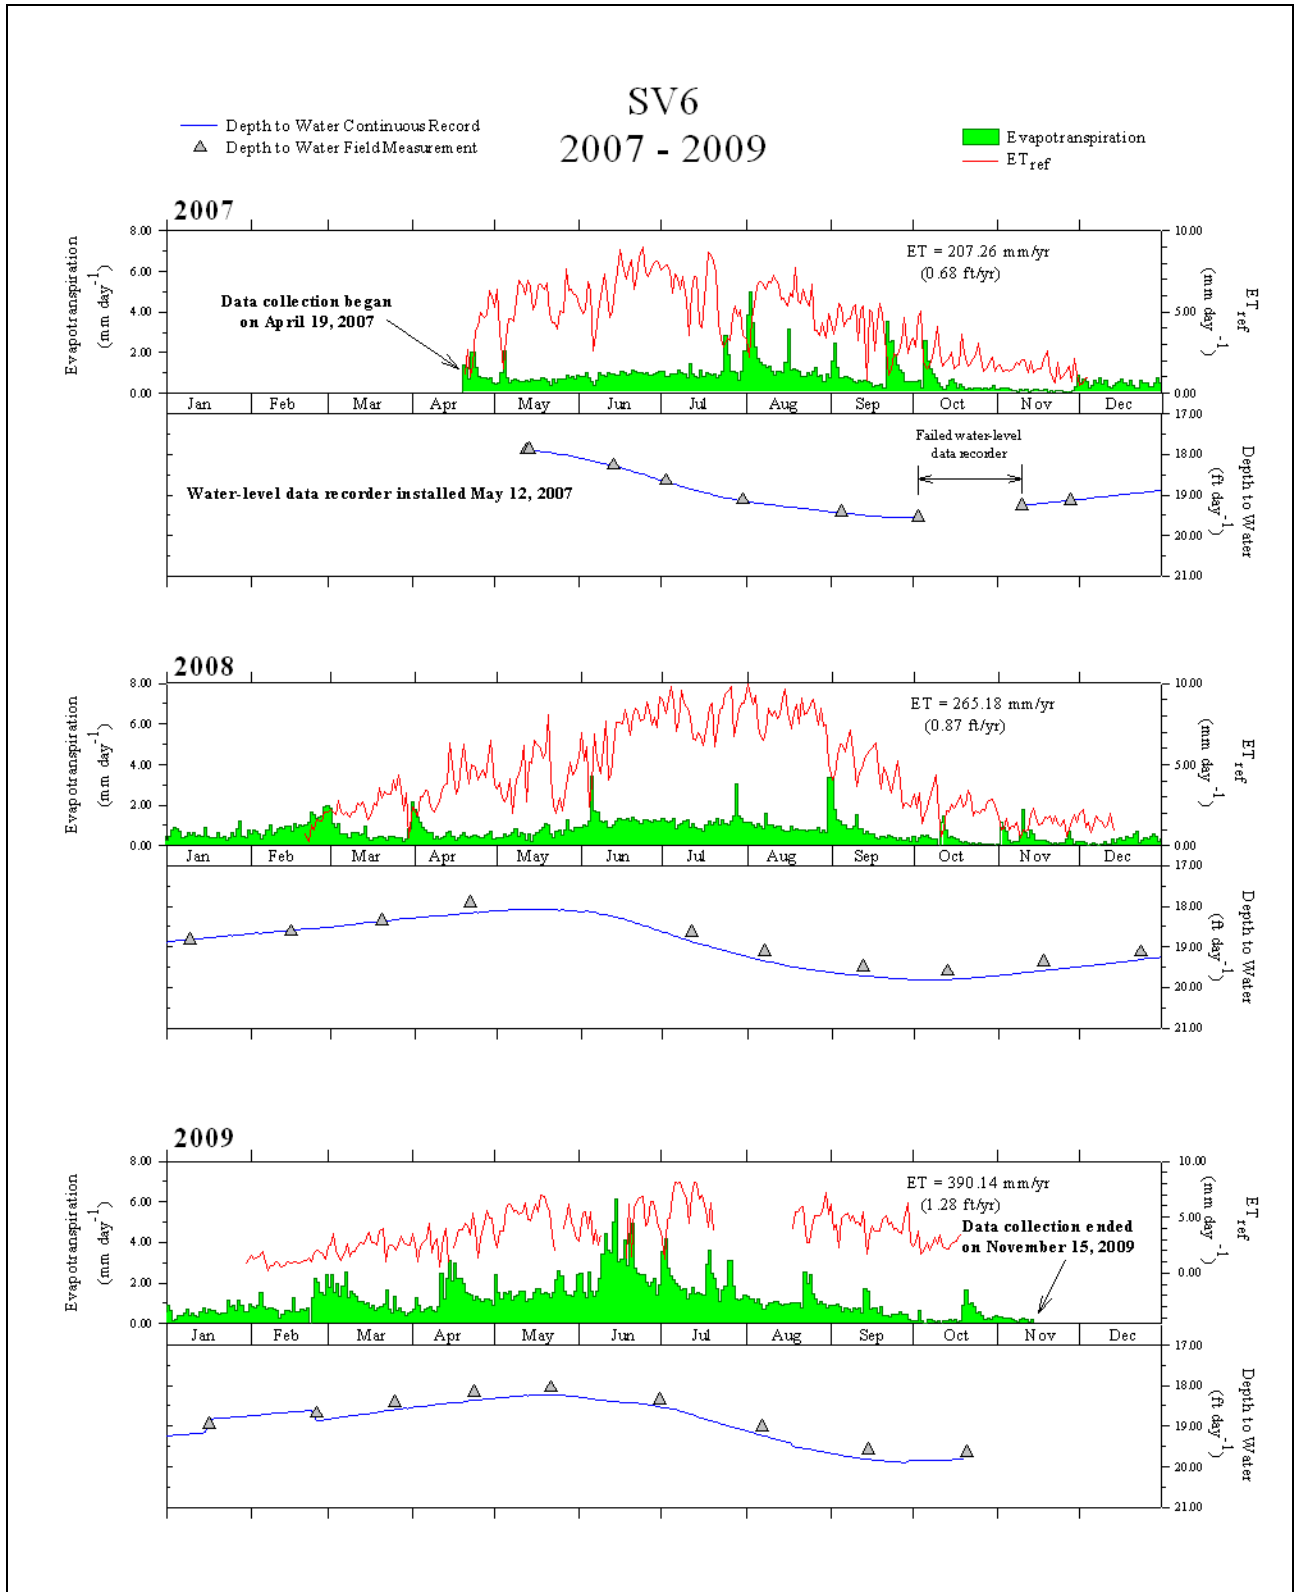 SV6
2007 - 2009
Depth to Water Continuous Record
Depth to Water Field Measurement
Evapotranspiration
ETref
2007
Evapotranspiration
(mm day-1)
8.00
6.00
4.00
2.00
0.00
Data collection began
on April 19, 2007
ET = 207.26 mm/yr
(0.68 ft/yr)
10.00
5.00
0.00
ETref
(mm day-1)
Jan Feb Mar Apr May Jun Jul Aug Sep Oct Nov Dec
Water-level data recorder installed May 12, 2007
Failed water-level
data recorder
17.00
18.00
19.00
20.00
21.00
Depth to Water
(ft day-1)
2008
Evapotranspiration
(mm day-1)
8.00
6.00
4.00
2.00
0.00
ET = 265.18 mm/yr
(0.87 ft/yr)
10.00
5.00
0.00
ETref
(mm day-1)
Jan Feb Mar Apr May Jun Jul Aug Sep Oct Nov Dec
17.00
18.00
19.00
20.00
21.00
Depth to Water
(ft day-1)
2009
Evapotranspiration
(mm day-1)
8.00
6.00
4.00
2.00
0.00
ET = 390.14 mm/yr
(1.28 ft/yr)
Data collection ended
on November 15, 2009
10.00
5.00
0.00
ETref
(mm day-1)
Jan Feb Mar Apr May Jun Jul Aug Sep Oct Nov Dec
17.00
18.00
19.00
20.00
21.00
Depth to Water
(ft day-1)